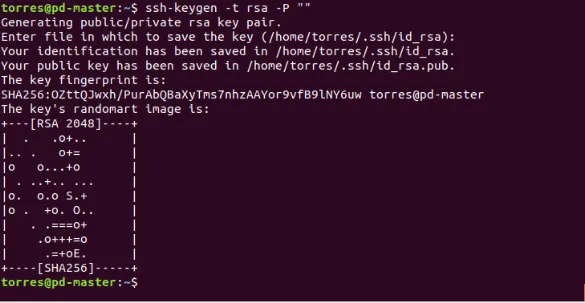 torres@pd-master:~$ ssh-keygen -t rsa -P ""
Generating public/private rsa key pair.
Enter file in which to save the key (/home/torres/.ssh/id_rsa):
Your identification has been saved in /home/torres/.ssh/id_rsa.
Your public key has been saved in /home/torres/.ssh/id_rsa.pub.
The key fingerprint is:
SHA256:OZttQJwxh/PurAbQBaXyTms7nhzAAYor9vfB9lNY6uw torres@pd-master
The key's randomart image is:
+---[RSA 2048]----+
|  .   .o+..      |
|.. .   o+=       |
|o   o...+o       |
| . ..+.. ...     |
|o.  o.o S.+      |
|o .  +o. O..     |
|   . .===o+      |
|    .o+++=o      |
|     .=+oE.      |
+----[SHA256]-----+
torres@pd-master:~$